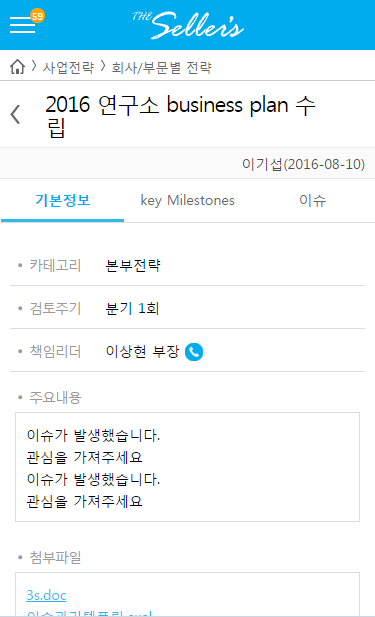 59
THE Seller's
사업전략 > 회사/부문별 전략
2016 연구소 business plan 수
립
이기섭(2016-08-10)
기본정보 key Milestones 이슈
• 카테고리 본부전략
• 검토주기 분기 1회
• 책임리더 이상현 부장
• 주요내용
이슈가 발생했습니다.
관심을 가져주세요
이슈가 발생했습니다.
관심을 가져주세요
• 첨부파일
3s.doc